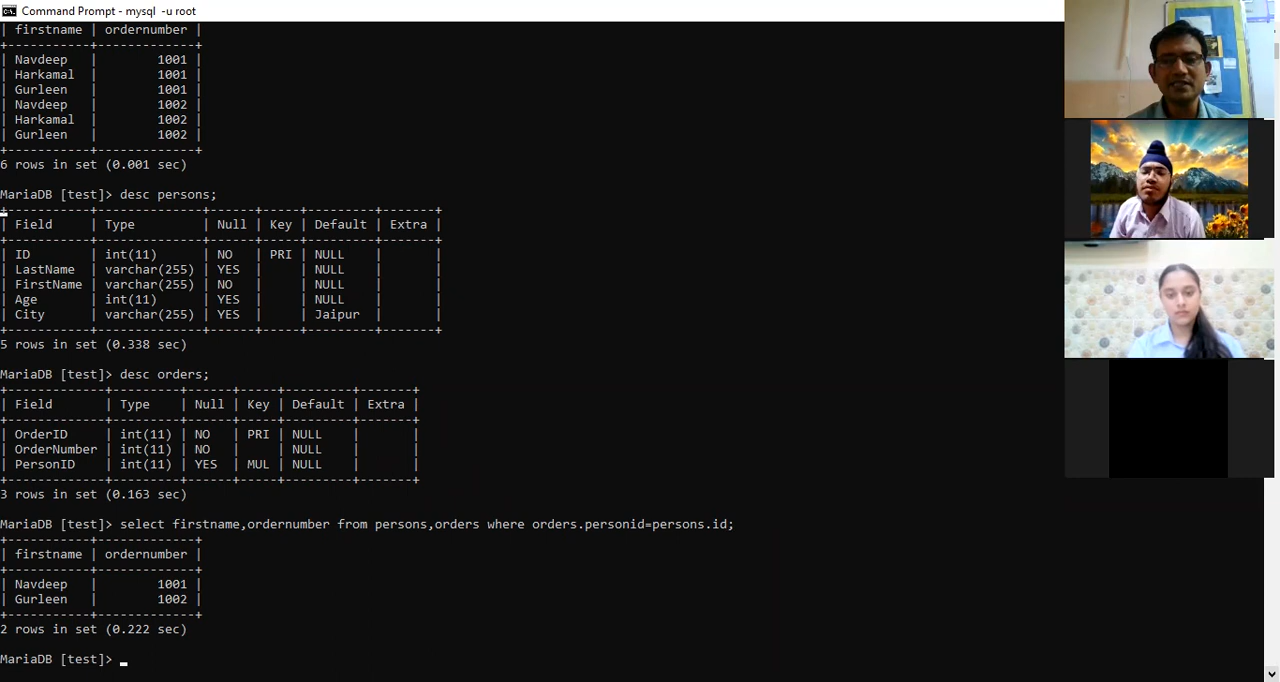 Command Prompt - mysql -u root
| firstname | ordernumber |
+-----------+-------------+
| Navdeep   |        1001 |
| Harkamal  |        1001 |
| Gurleen   |        1001 |
| Navdeep   |        1002 |
| Harkamal  |        1002 |
| Gurleen   |        1002 |
+-----------+-------------+
6 rows in set (0.001 sec)
MariaDB [test]> desc persons;
+-----------+--------------+------+-----+---------+-------+
| Field     | Type         | Null | Key | Default | Extra |
+-----------+--------------+------+-----+---------+-------+
| ID        | int(11)      | NO   | PRI | NULL    |       |
| LastName  | varchar(255) | YES  |     | NULL    |       |
| FirstName | varchar(255) | NO   |     | NULL    |       |
| Age       | int(11)      | YES  |     | NULL    |       |
| City      | varchar(255) | YES  |     | Jaipur  |       |
+-----------+--------------+------+-----+---------+-------+
5 rows in set (0.338 sec)
MariaDB [test]> desc orders;
+-------------+---------+------+-----+---------+-------+
| Field       | Type    | Null | Key | Default | Extra |
+-------------+---------+------+-----+---------+-------+
| OrderID     | int(11) | NO   | PRI | NULL    |       |
| OrderNumber | int(11) | NO   |     | NULL    |       |
| PersonID    | int(11) | YES  | MUL | NULL    |       |
+-------------+---------+------+-----+---------+-------+
3 rows in set (0.163 sec)
MariaDB [test]> select firstname,ordernumber from persons,orders where orders.personid=persons.id;
+-----------+-------------+
| firstname | ordernumber |
+-----------+-------------+
| Navdeep   |        1001 |
| Gurleen   |        1002 |
+-----------+-------------+
2 rows in set (0.222 sec)
MariaDB [test]> _